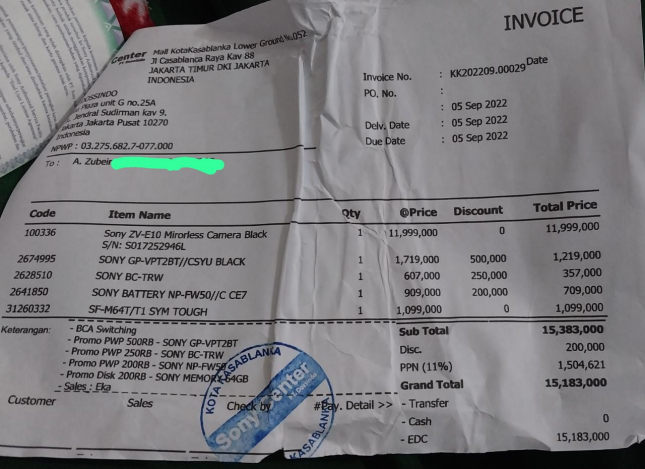 INVOICE
Center Mall KotaKasablanka Lower Ground No.052
Jl Casablanca Raya Kav 88
JAKARTA TIMUR DKI JAKARTA
INDONESIA
OSSINDO
Plaza unit G no.25A
Jendral Sudirman kav 9.
Jakarta Pusat 10270
Indonesia
NPWP : 03.275.682.7-077.000
To : A. Zubeir
Invoice No. : KK202209.00029
PO. No. :
Date : 05 Sep 2022
Delv. Date : 05 Sep 2022
Due Date : 05 Sep 2022
Code Item Name Qty @Price Discount Total Price
100336 Sony ZV-E10 Mirorless Camera Black 1 11,999,000 0 11,999,000
S/N: S017252946L
2674995 SONY GP-VPT2BT//CSYU BLACK 1 1,719,000 500,000 1,219,000
2628510 SONY BC-TRW 1 607,000 250,000 357,000
2641850 SONY BATTERY NP-FW50//C CE7 1 909,000 200,000 709,000
31260332 SF-M64T/T1 SYM TOUGH 1 1,099,000 0 1,099,000
Keterangan: - BCA Switching
- Promo PWP 500RB - SONY GP-VPT2BT
- Promo PWP 250RB - SONY BC-TRW
- Promo PWP 200RB - SONY NP-FW50
- Promo Disk 200RB - SONY MEMORY 64GB
- Sales : Eka
Sub Total 15,383,000
Disc. 200,000
PPN (11%) 1,504,621
Grand Total 15,183,000
Customer Sales Check by #Pay. Detail >> - Transfer
- Cash 0
- EDC 15,183,000
KOTA KASABLANKA
Sony Center
KASABLANKA